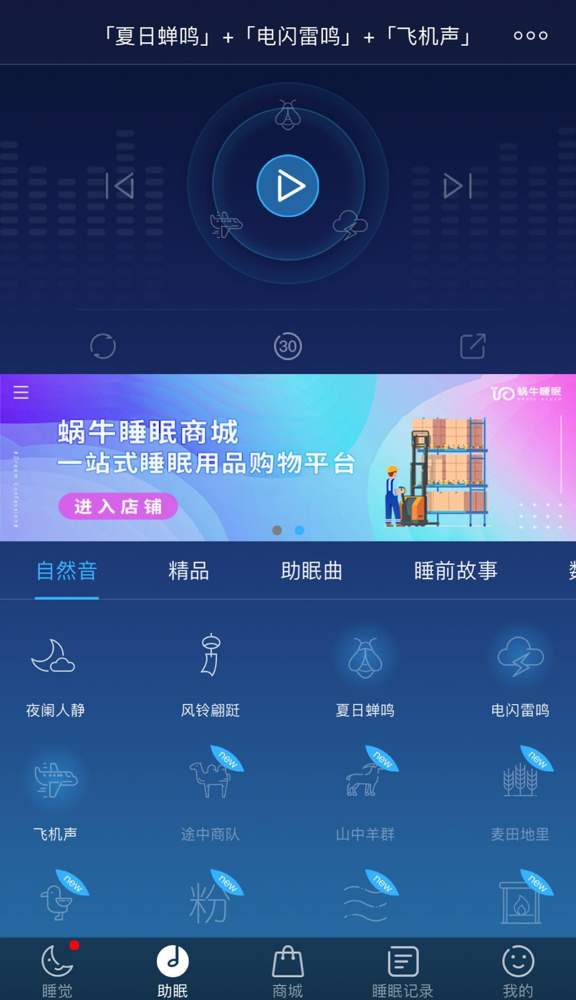 「夏日蝉鸣」+「电闪雷鸣」+「飞机声」
30
蜗牛睡眠
SNAIL SLEEP
蜗牛睡眠商城
一站式睡眠用品购物平台
#Dream Confession#
进入店铺
自然音 精品 助眠曲 睡前故事
夜阑人静 风铃翩跹 夏日蝉鸣 电闪雷鸣
new new new
飞机声 途中商队 山中羊群 麦田地里
new new new new
粉
睡觉 助眠 商城 睡眠记录 我的